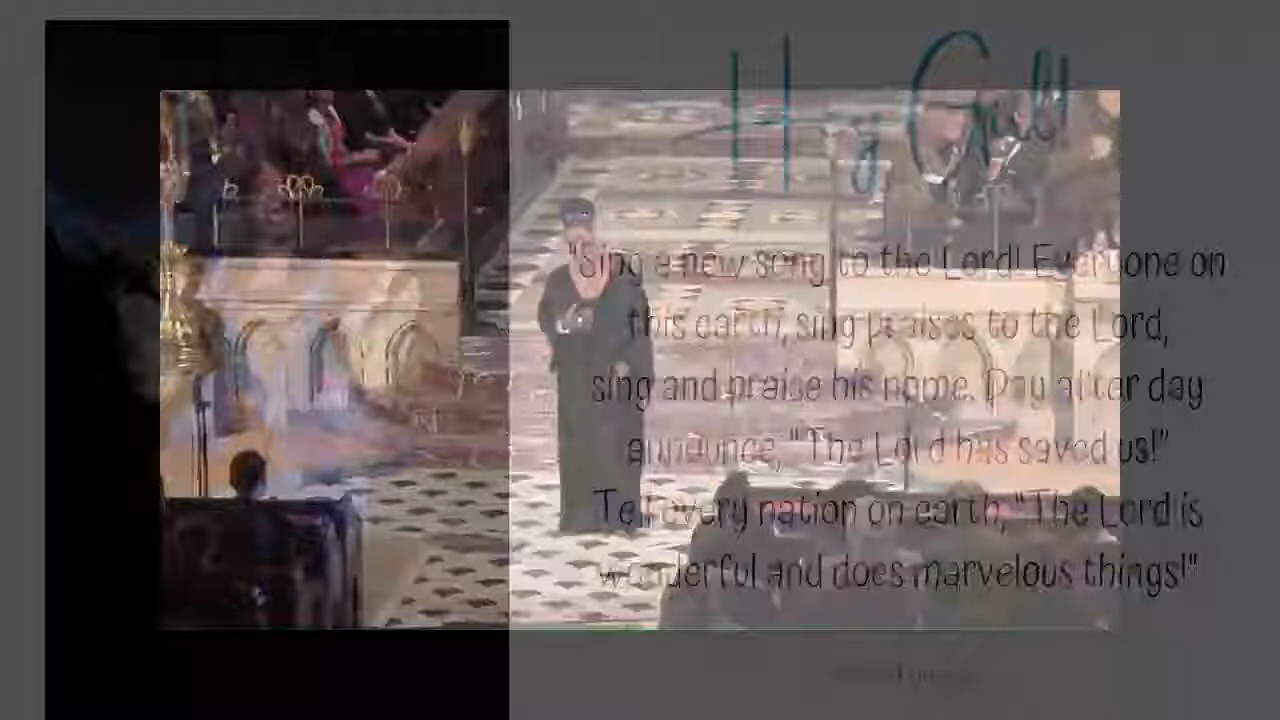 "Sing a new song to the Lord! Everyone on
this earth, sing praises to the Lord,
sing and praise his name. Day after day
announce, "The Lord has saved us!"
Tell every nation on earth, "The Lord is
wonderful and does marvelous things!"